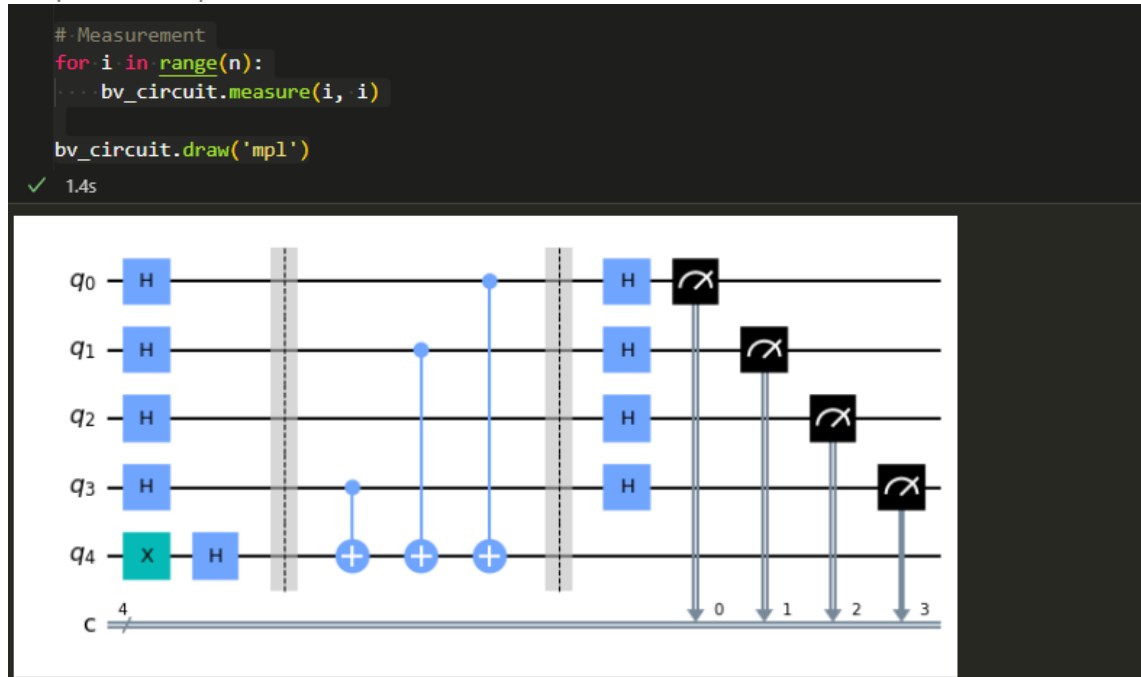 # Measurement
for i in range(n):
    bv_circuit.measure(i, i)
bv_circuit.draw('mpl')
✓ 1.4s
q0 H H
q1 H H
q2 H H
q3 H H
q4 X H
c 4 0 1 2 3